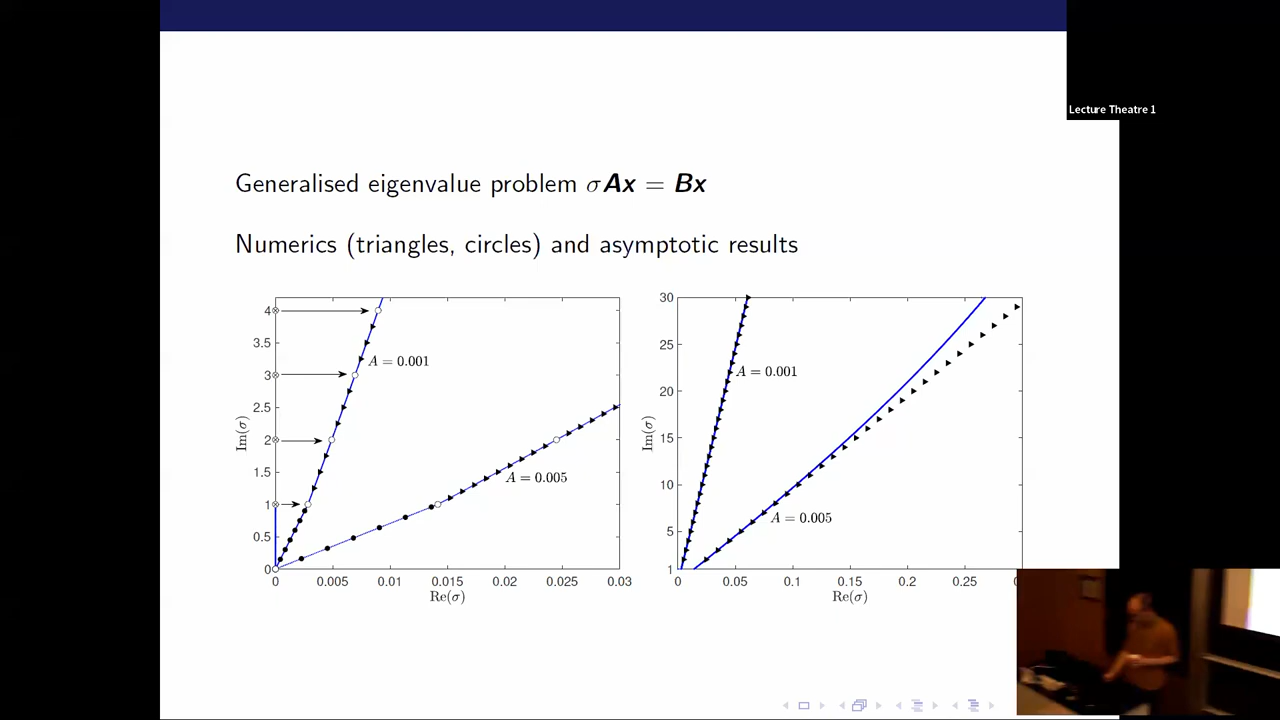 Lecture Theatre 1
Generalised eigenvalue problem σAx = Bx
Numerics (triangles, circles) and asymptotic results
4
3.5
3
2.5
2
1.5
1
0.5
0
Im(σ)
A = 0.001
A = 0.005
0 0.005 0.01 0.015 0.02 0.025 0.03
Re(σ)
30
25
20
15
10
5
1
Im(σ)
A = 0.001
A = 0.005
0 0.05 0.1 0.15 0.2 0.25
Re(σ)